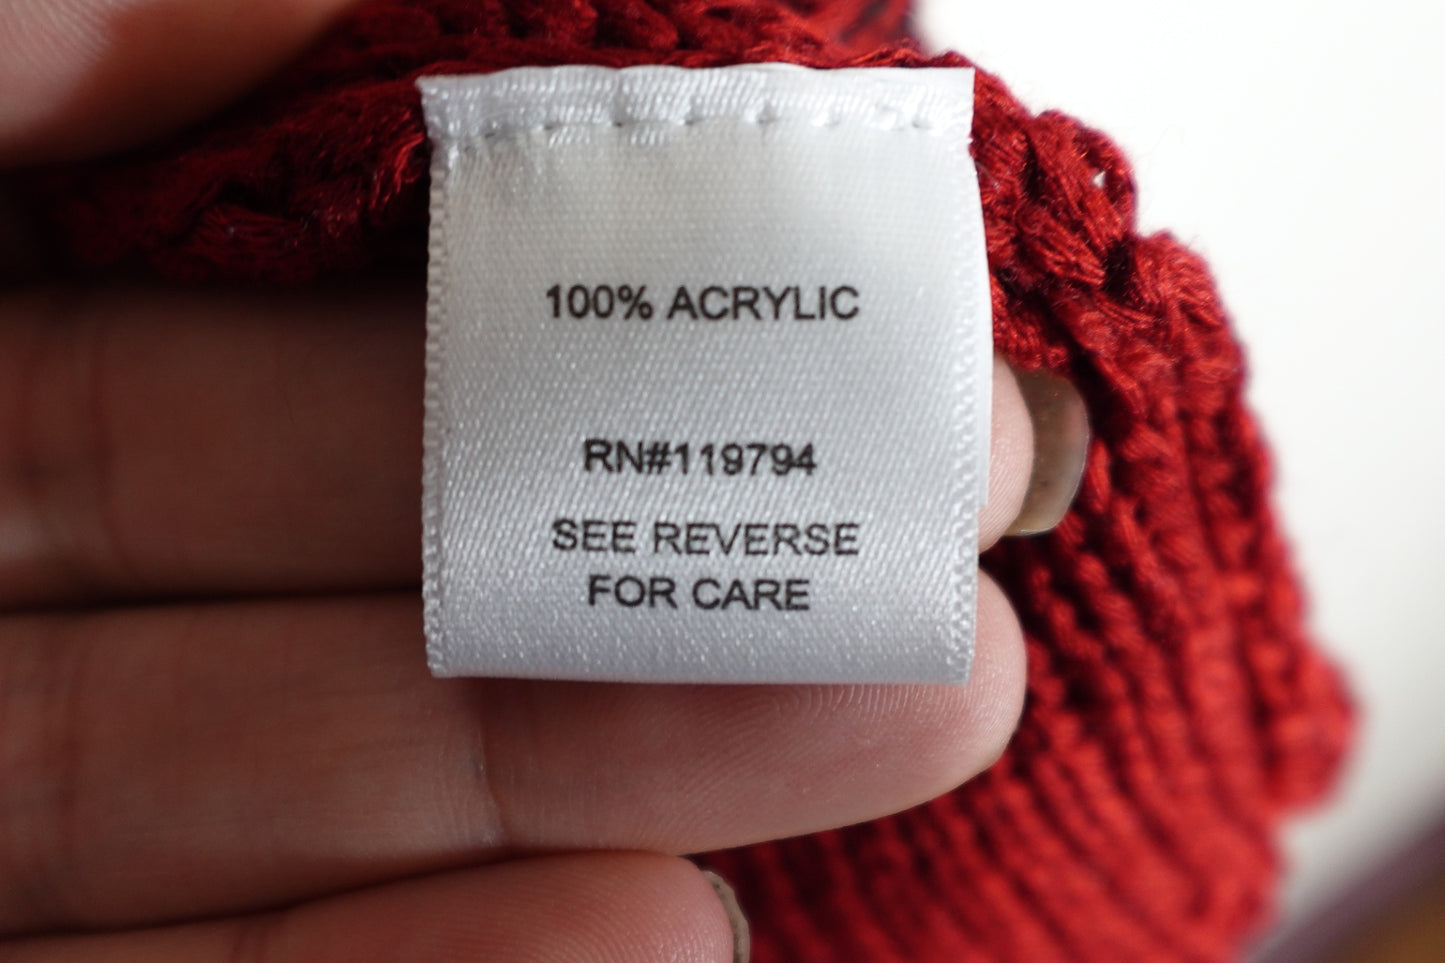 100% ACRYLIC
RN#119794
SEE REVERSE
FOR CARE